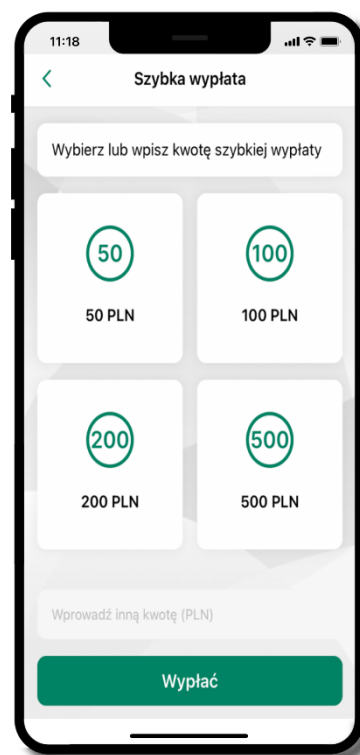 11:18
Szybka wypłata
Wybierz lub wpisz kwotę szybkiej wypłaty
50 100
50 PLN 100 PLN
200 500
200 PLN 500 PLN
Wprowadź inną kwotę (PLN)
Wypłać